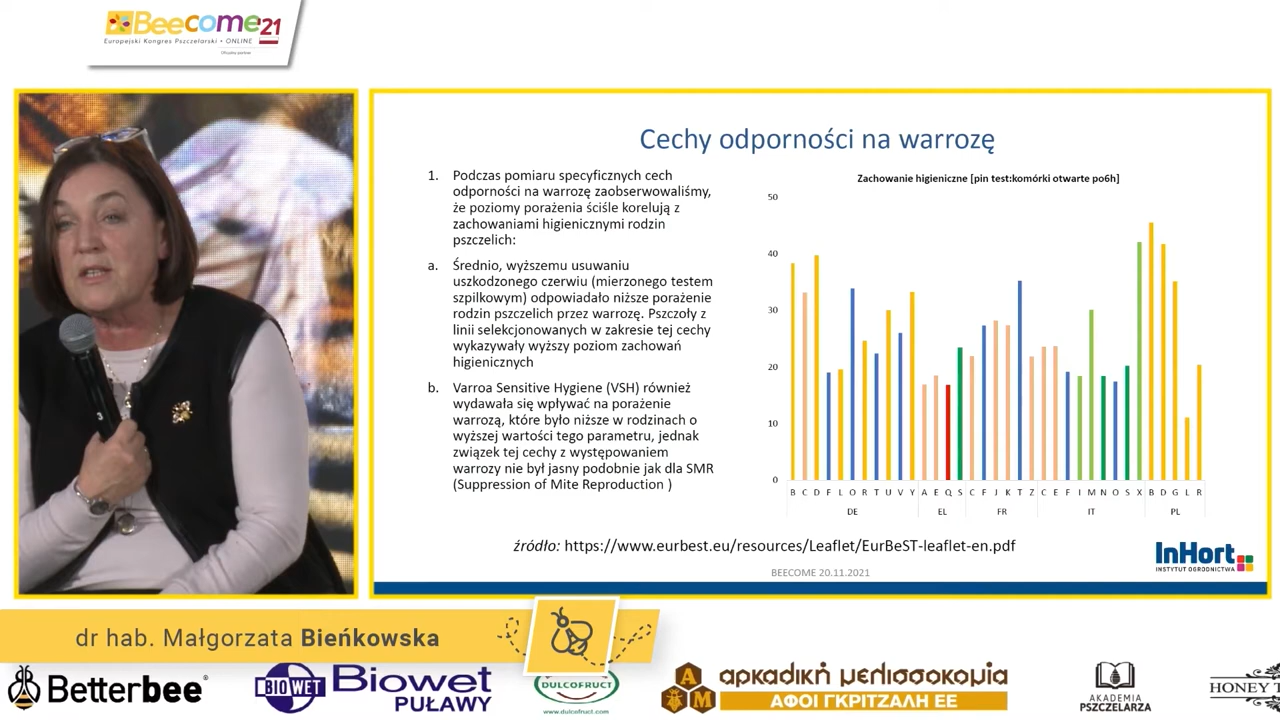 Beecome'21
Europejski Kongres Pszczelarski • ONLINE
Cechy odporności na warrozę
1. Podczas pomiaru specyficznych cech
odporności na warrozę zaobserwowaliśmy,
że poziomy porażenia ściśle korelują z
zachowaniami higienicznymi rodzin
pszczelich:
a. Średnio, wyższemu usuwaniu
uszkodzonego czerwiu (mierzonego testem
szpilkowym) odpowiadało niższe porażenie
rodzin pszczelich przez warrozę. Pszczoły z
linii selekcjonowanych w zakresie tej cechy
wykazywały wyższy poziom zachowań
higienicznych
b. Varroa Sensitive Hygiene (VSH) również
wydawała się wpływać na porażenie
warrozą, które było niższe w rodzinach o
wyższej wartości tego parametru, jednak
związek tej cechy z występowaniem
warrozy nie był jasny podobnie jak dla SMR
(Suppression of Mite Reproduction )
Zachowanie higieniczne [pin test:komórki otwarte po6h]
50
40
30
20
10
0
B C D F L O R T U V Y A E Q S C F J K T Z C E F I M N O S X B D G L R
DE EL FR IT PL
źródło: https://www.eurbest.eu/resources/Leaflet/EurBeST-leaflet-en.pdf
BEECOME 20.11.2021
InHort
INSTYTUT OGRODNICTWA
dr hab. Małgorzata Bieńkowska
Betterbee
BIOWET
Biowet
PUŁAWY
DULCOFRUCT
www.dulcofruct.com
A M
αρκαδική μελισσοκομία
ΑΦΟΙ ΓΚΡΙΤΖΑΛΗ ΕΕ
AKADEMIA
PSZCZELARZA
HONEY